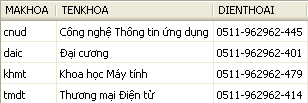 MAKHOA TENKHOA DIENTHOAI
cnud Công nghệ Thông tin ứng dụng 0511-962962-445
daic Đại cương 0511-962962-401
khmt Khoa học Máy tính 0511-962962-479
tmdt Thương mại Điện tử 0511-962962-414